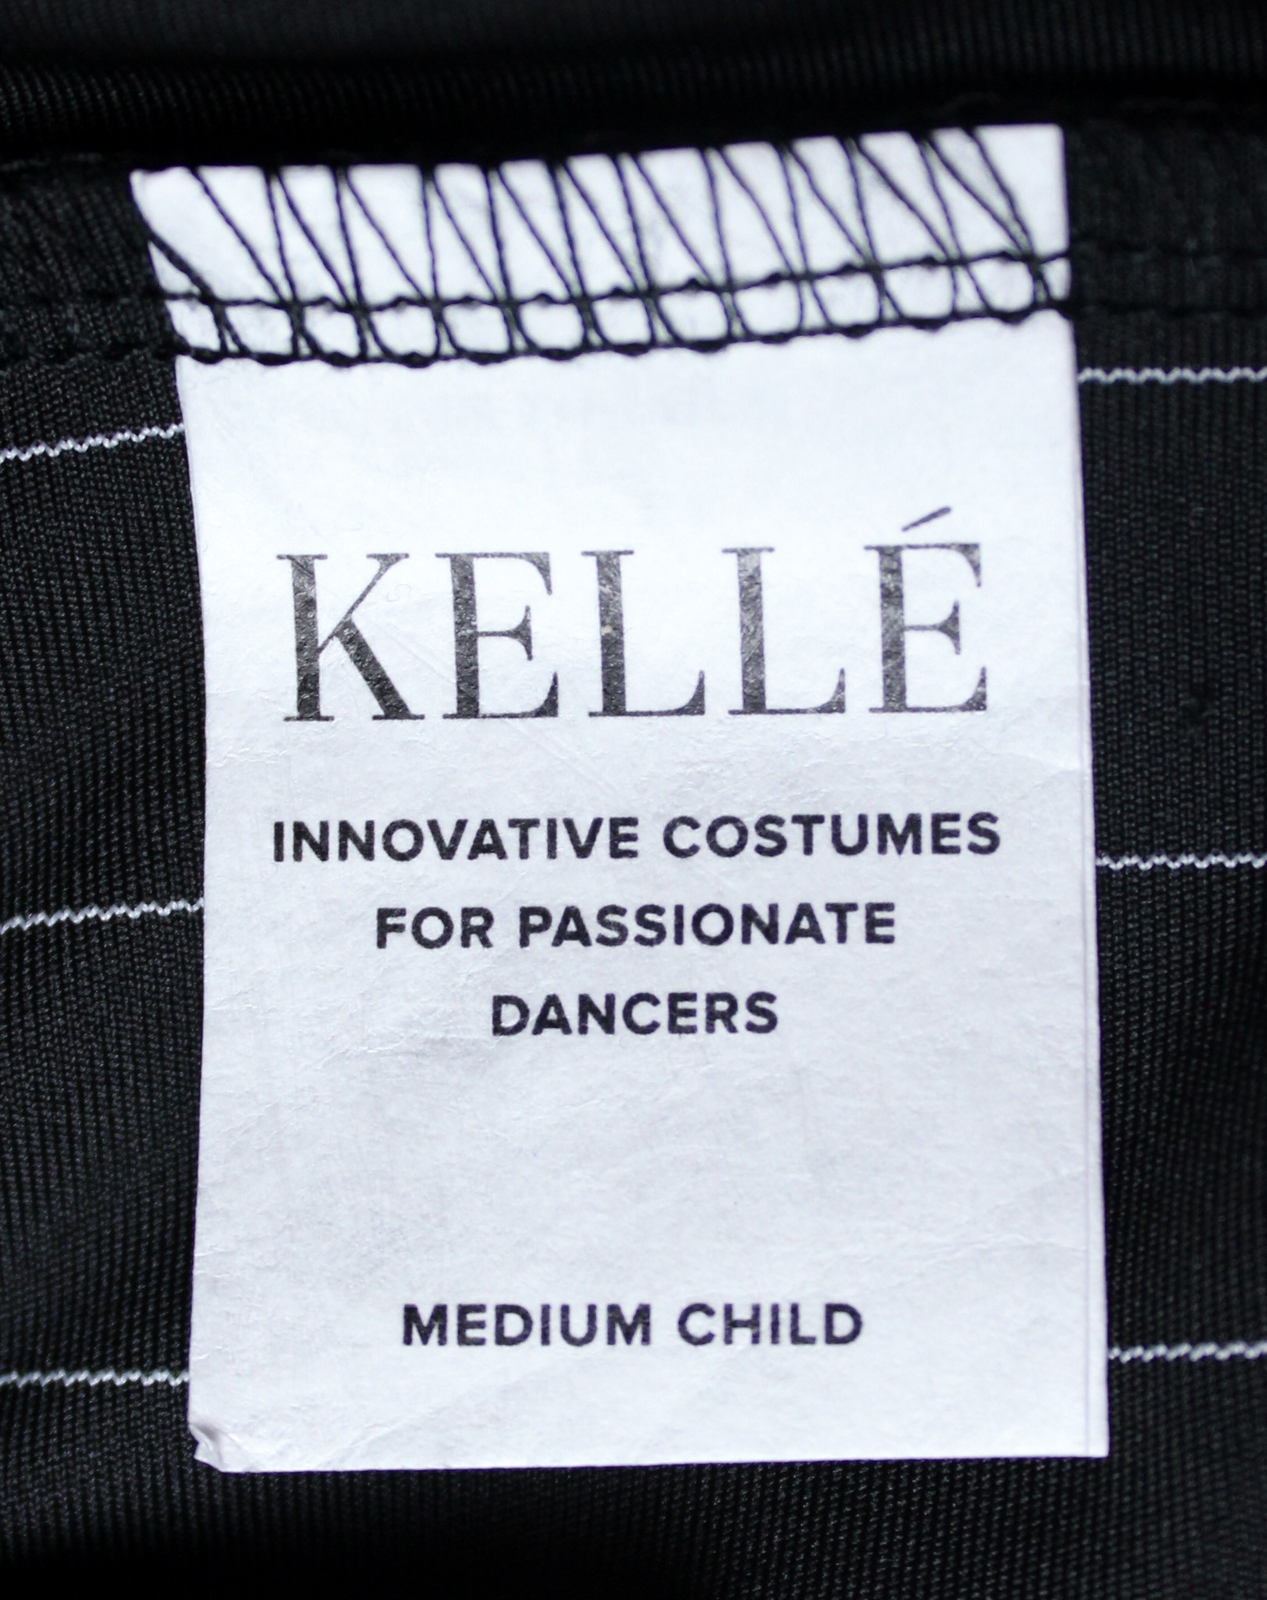 KELLÉ
INNOVATIVE COSTUMES
FOR PASSIONATE
DANCERS
MEDIUM CHILD